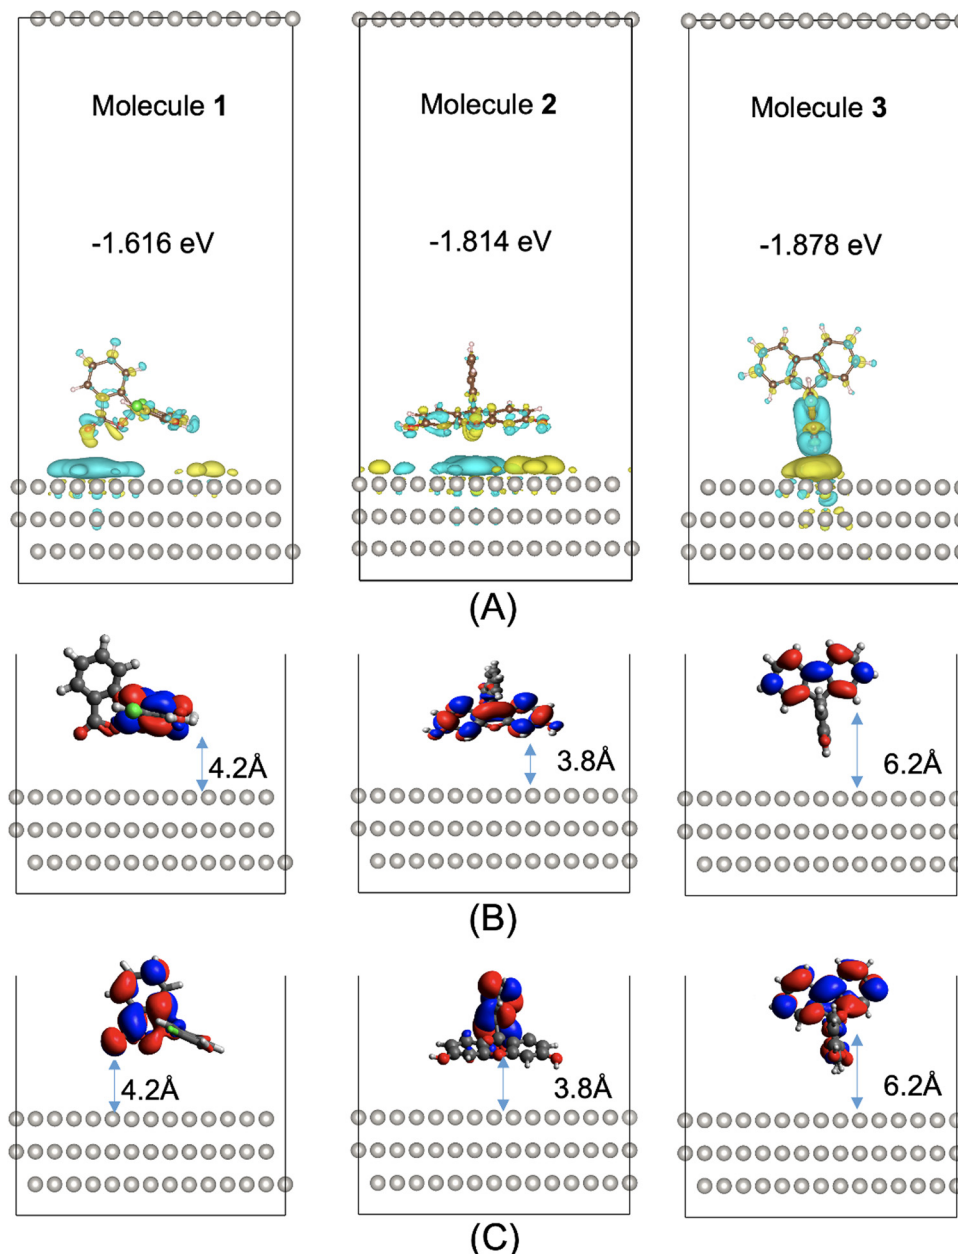 Molecule 1
Molecule 2
Molecule 3
-1.616 eV
-1.814 eV
-1.878 eV
(A)
4.2Å
3.8Å
6.2Å
(B)
4.2Å
3.8Å
6.2Å
(C)